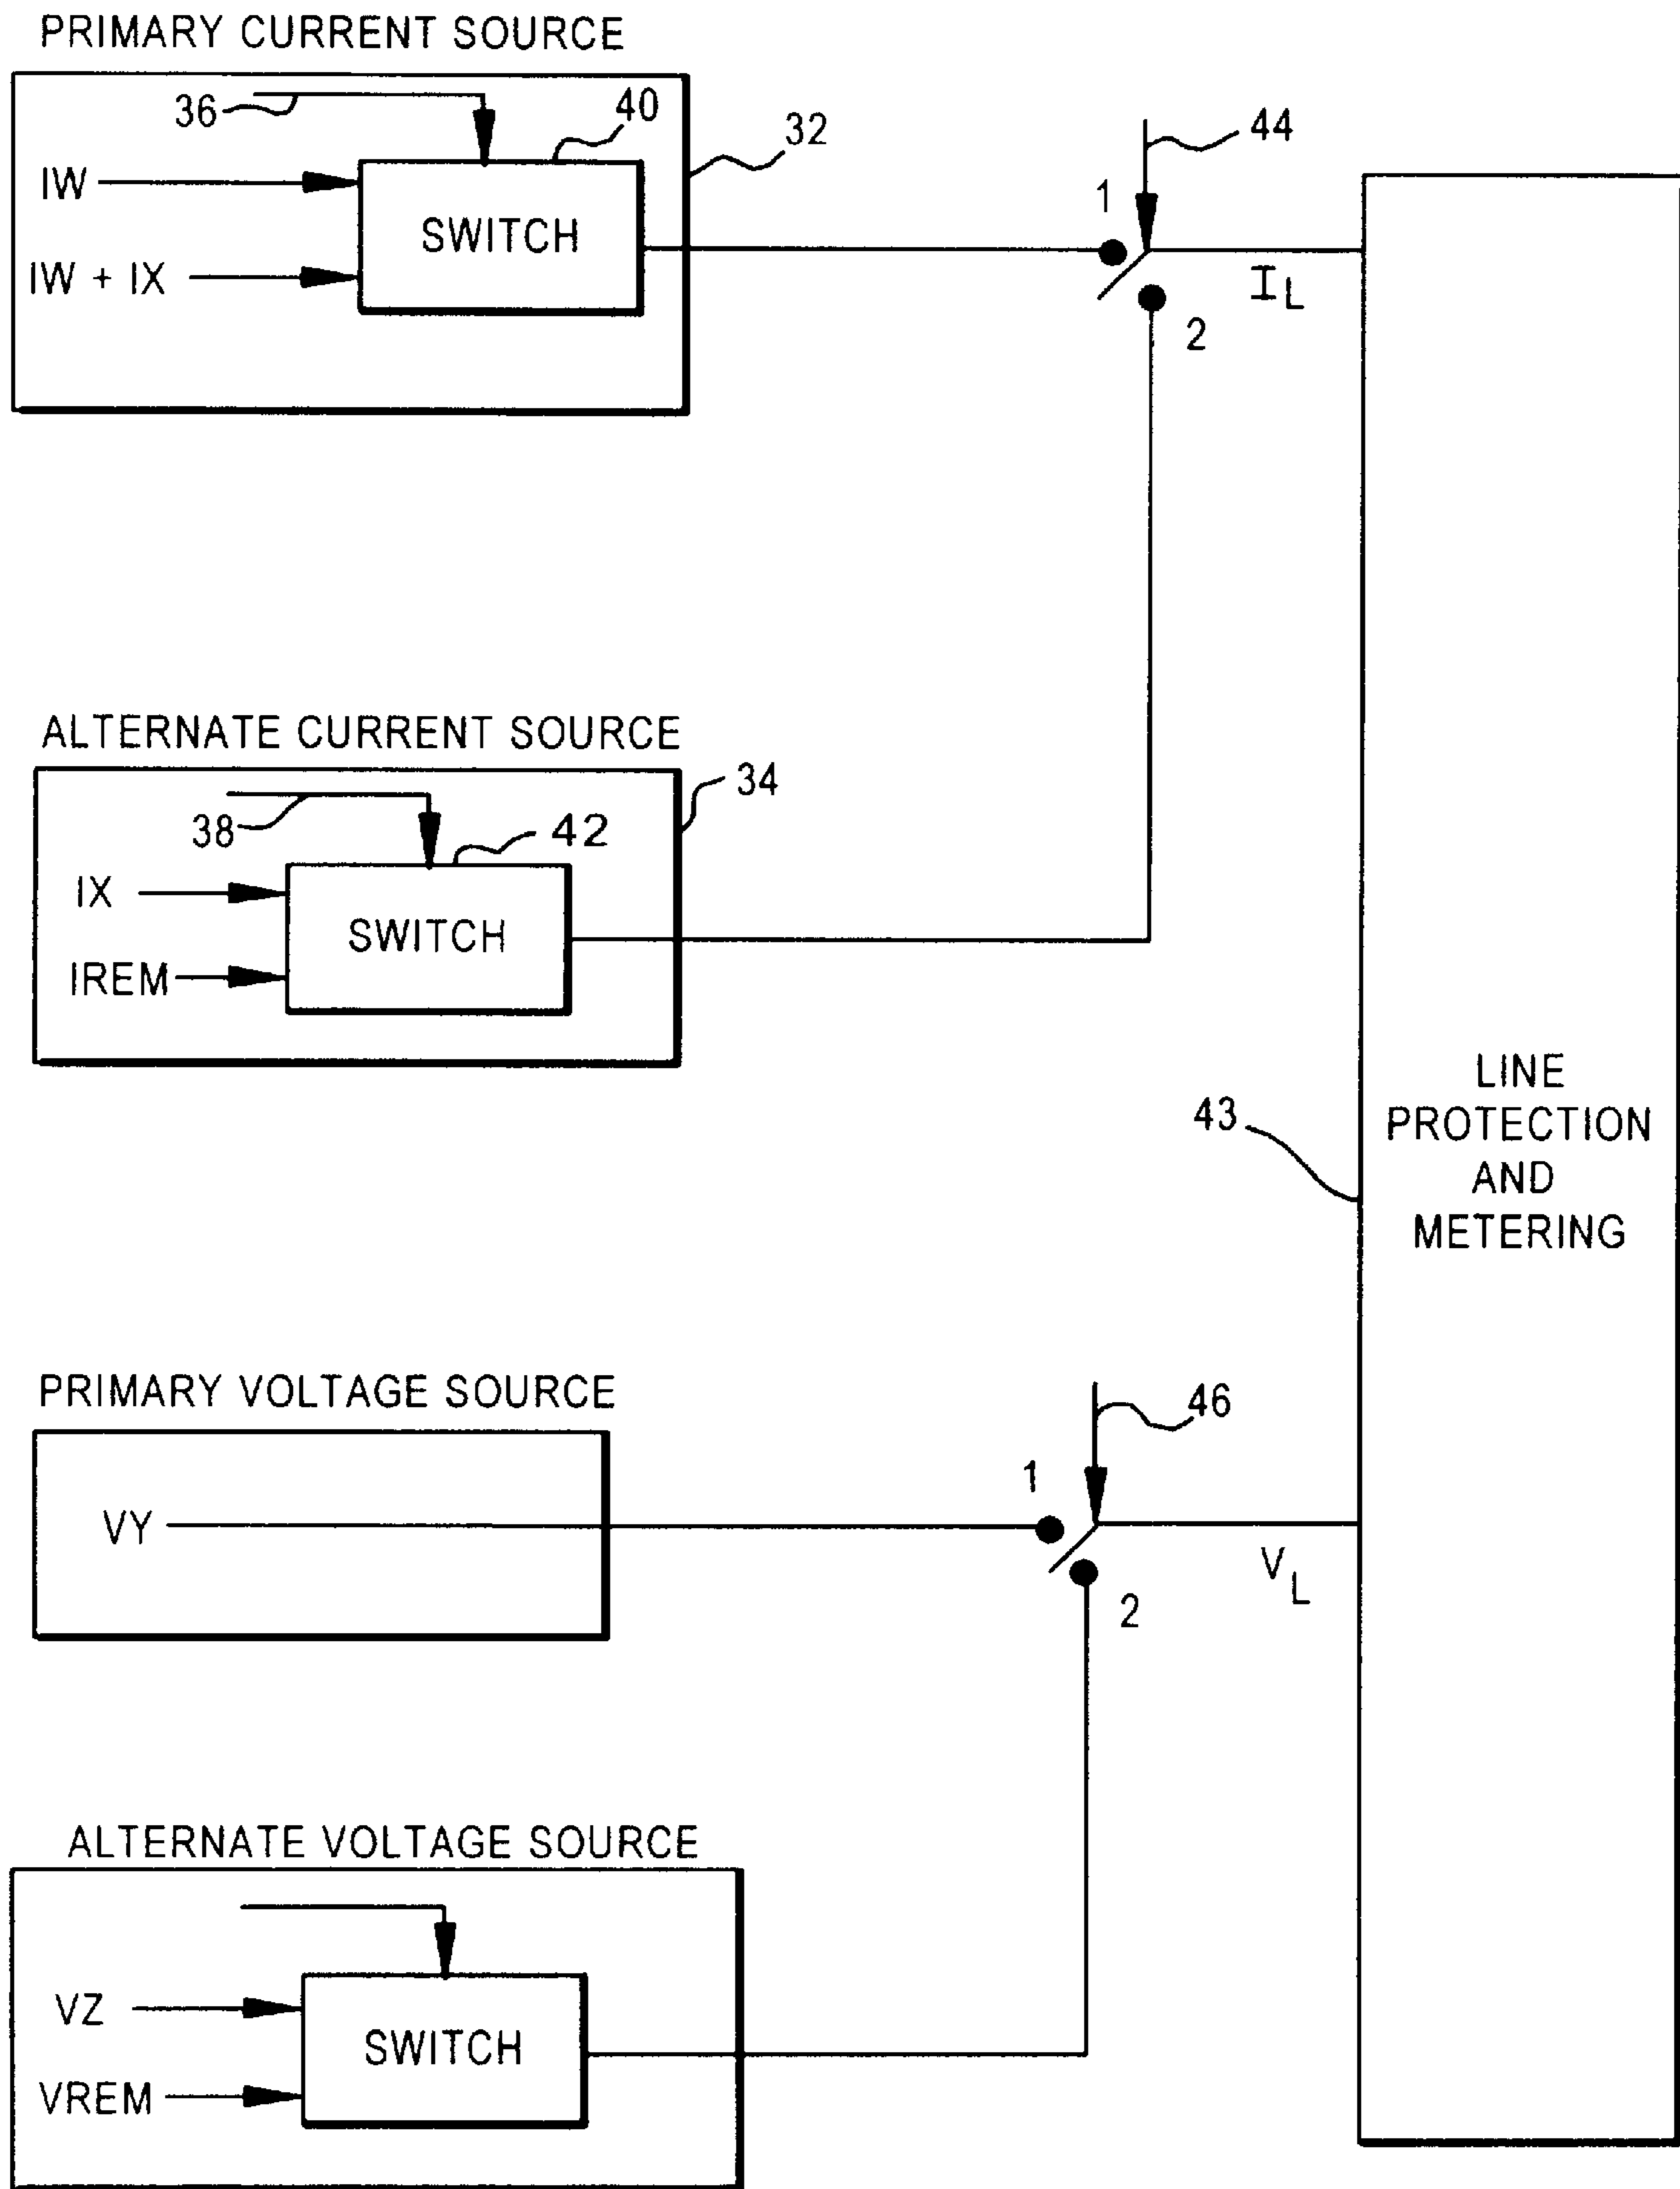 PRIMARY CURRENT SOURCE
36
40
32
44
IW
SWITCH
1
IW + IX
I L
2
ALTERNATE CURRENT SOURCE
34
38
42
IX
SWITCH
IREM
LINE
PROTECTION
AND
METERING
43
PRIMARY VOLTAGE SOURCE
46
1
VY
V L
2
ALTERNATE VOLTAGE SOURCE
VZ
SWITCH
VREM